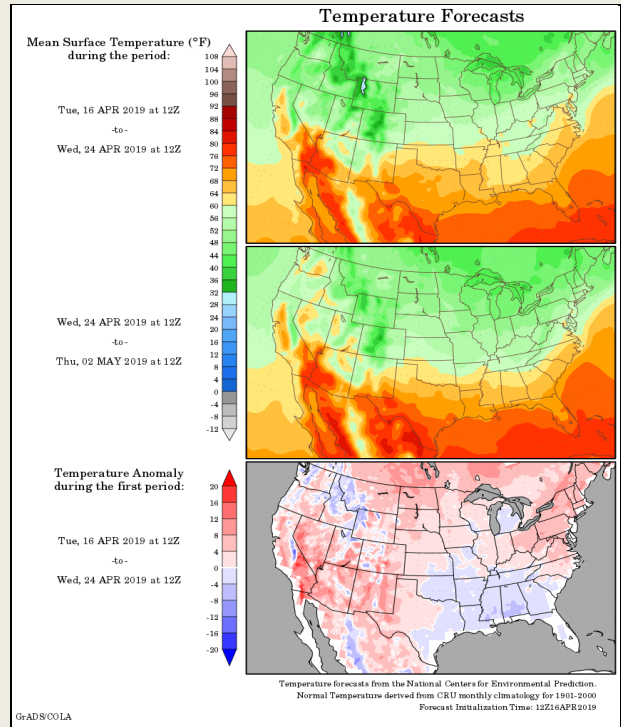 Temperature Forecasts
Mean Surface Temperature (°F)
during the period:
Tue, 16 APR 2019 at 12Z
-to-
Wed, 24 APR 2019 at 12Z
108
104
100
96
92
88
84
80
76
72
68
64
60
56
52
48
44
40
36
32
28
24
20
16
12
8
4
0
-4
-8
-12
Wed, 24 APR 2019 at 12Z
-to-
Thu, 02 MAY 2019 at 12Z
Temperature Anomaly
during the first period:
Tue, 16 APR 2019 at 12Z
-to-
Wed, 24 APR 2019 at 12Z
20
16
12
8
4
0
-4
-8
-12
-16
-20
Temperature forecasts from the National Centers for Environmental Prediction.
Normal Temperature derived from CRU monthly climatology for 1901-2000
Forecast Initialization Time: 12Z16APR2019
GrADS/COLA